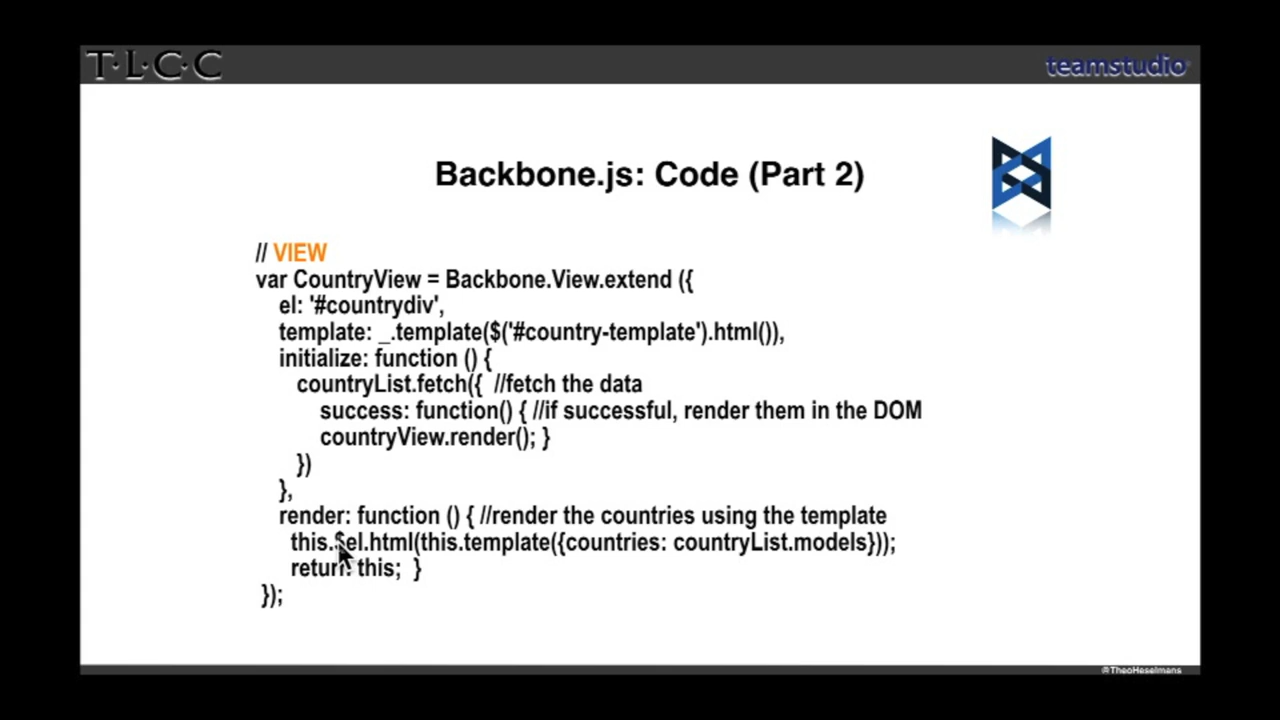 T·L·C·C
teamstudio
Backbone.js: Code (Part 2)
// VIEW
var CountryView = Backbone.View.extend ({
el: '#countrydiv',
template: _.template($('#country-template').html()),
initialize: function () {
countryList.fetch({ //fetch the data
success: function() { //if successful, render them in the DOM
countryView.render(); }
})
},
render: function () { //render the countries using the template
this.$el.html(this.template({countries: countryList.models}));
return this; }
});
@TheoHeselmans